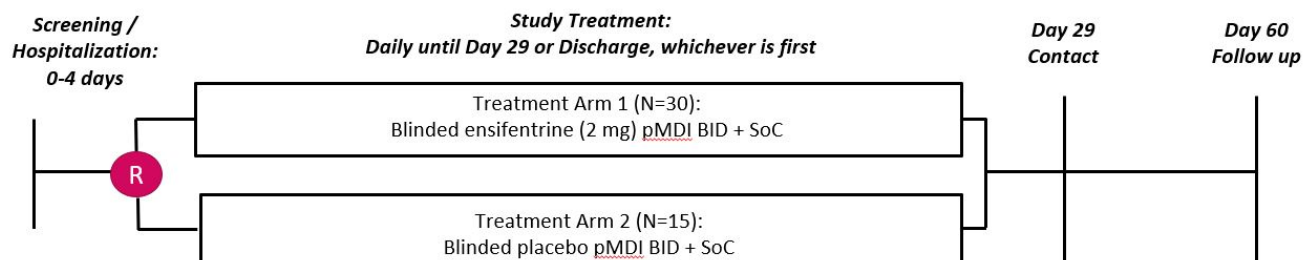 Screening /
Hospitalization:
0-4 days
Study Treatment:
Daily until Day 29 or Discharge, whichever is first
Day 29
Contact
Day 60
Follow up
Treatment Arm 1 (N=30):
Blinded ensifentrine (2 mg) pMDI BID + SoC
R
Treatment Arm 2 (N=15):
Blinded placebo pMDI BID + SoC